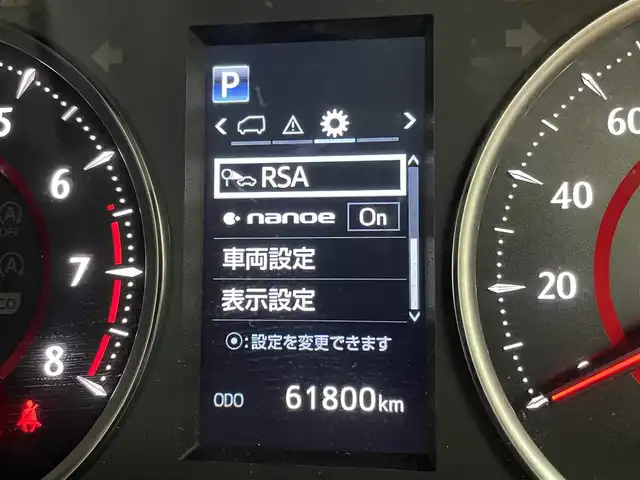 P
RSA
nanoe On
車両設定
表示設定
:設定を変更できます
ODO 61800km
5
6
7
8
OFF
60
40
20